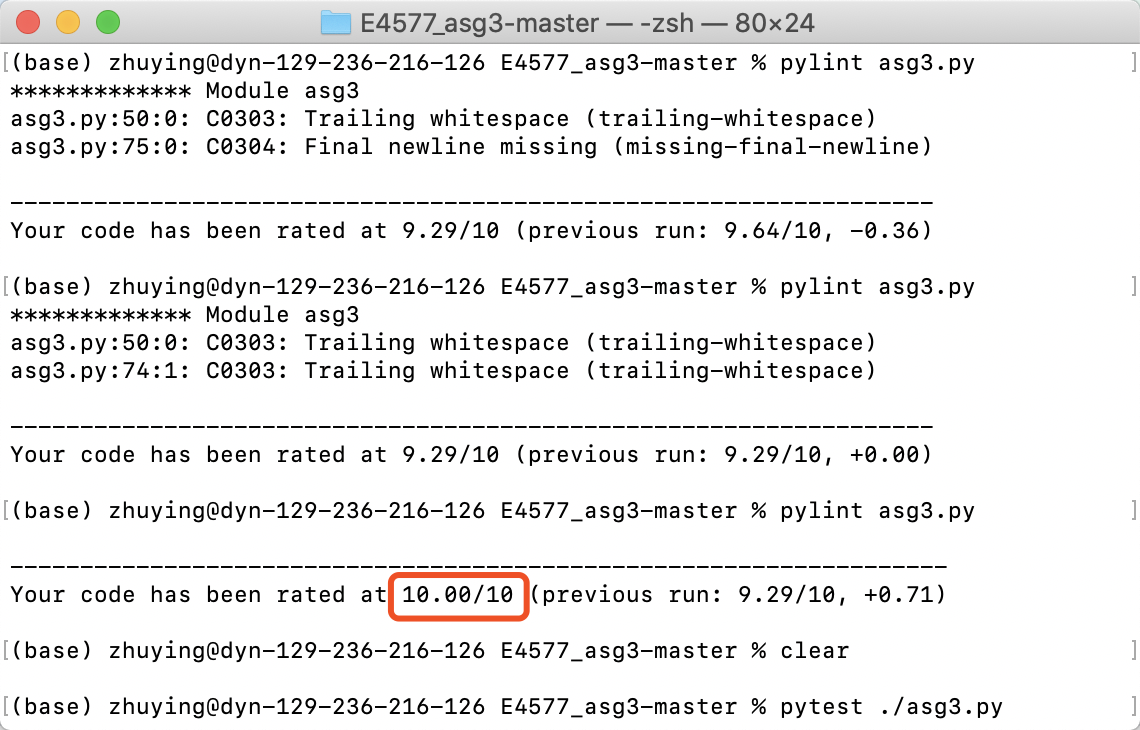 E4577_asg3-master — -zsh — 80×24
[(base) zhuying@dyn-129-236-216-126 E4577_asg3-master % pylint asg3.py ]
************* Module asg3
asg3.py:50:0: C0303: Trailing whitespace (trailing-whitespace)
asg3.py:75:0: C0304: Final newline missing (missing-final-newline)
------------------------------------------------------------------
Your code has been rated at 9.29/10 (previous run: 9.64/10, -0.36)
[(base) zhuying@dyn-129-236-216-126 E4577_asg3-master % pylint asg3.py ]
************* Module asg3
asg3.py:50:0: C0303: Trailing whitespace (trailing-whitespace)
asg3.py:74:1: C0303: Trailing whitespace (trailing-whitespace)
------------------------------------------------------------------
Your code has been rated at 9.29/10 (previous run: 9.29/10, +0.00)
[(base) zhuying@dyn-129-236-216-126 E4577_asg3-master % pylint asg3.py ]
-------------------------------------------------------------------
Your code has been rated at 10.00/10 (previous run: 9.29/10, +0.71)
[(base) zhuying@dyn-129-236-216-126 E4577_asg3-master % clear ]
[(base) zhuying@dyn-129-236-216-126 E4577_asg3-master % pytest ./asg3.py ]